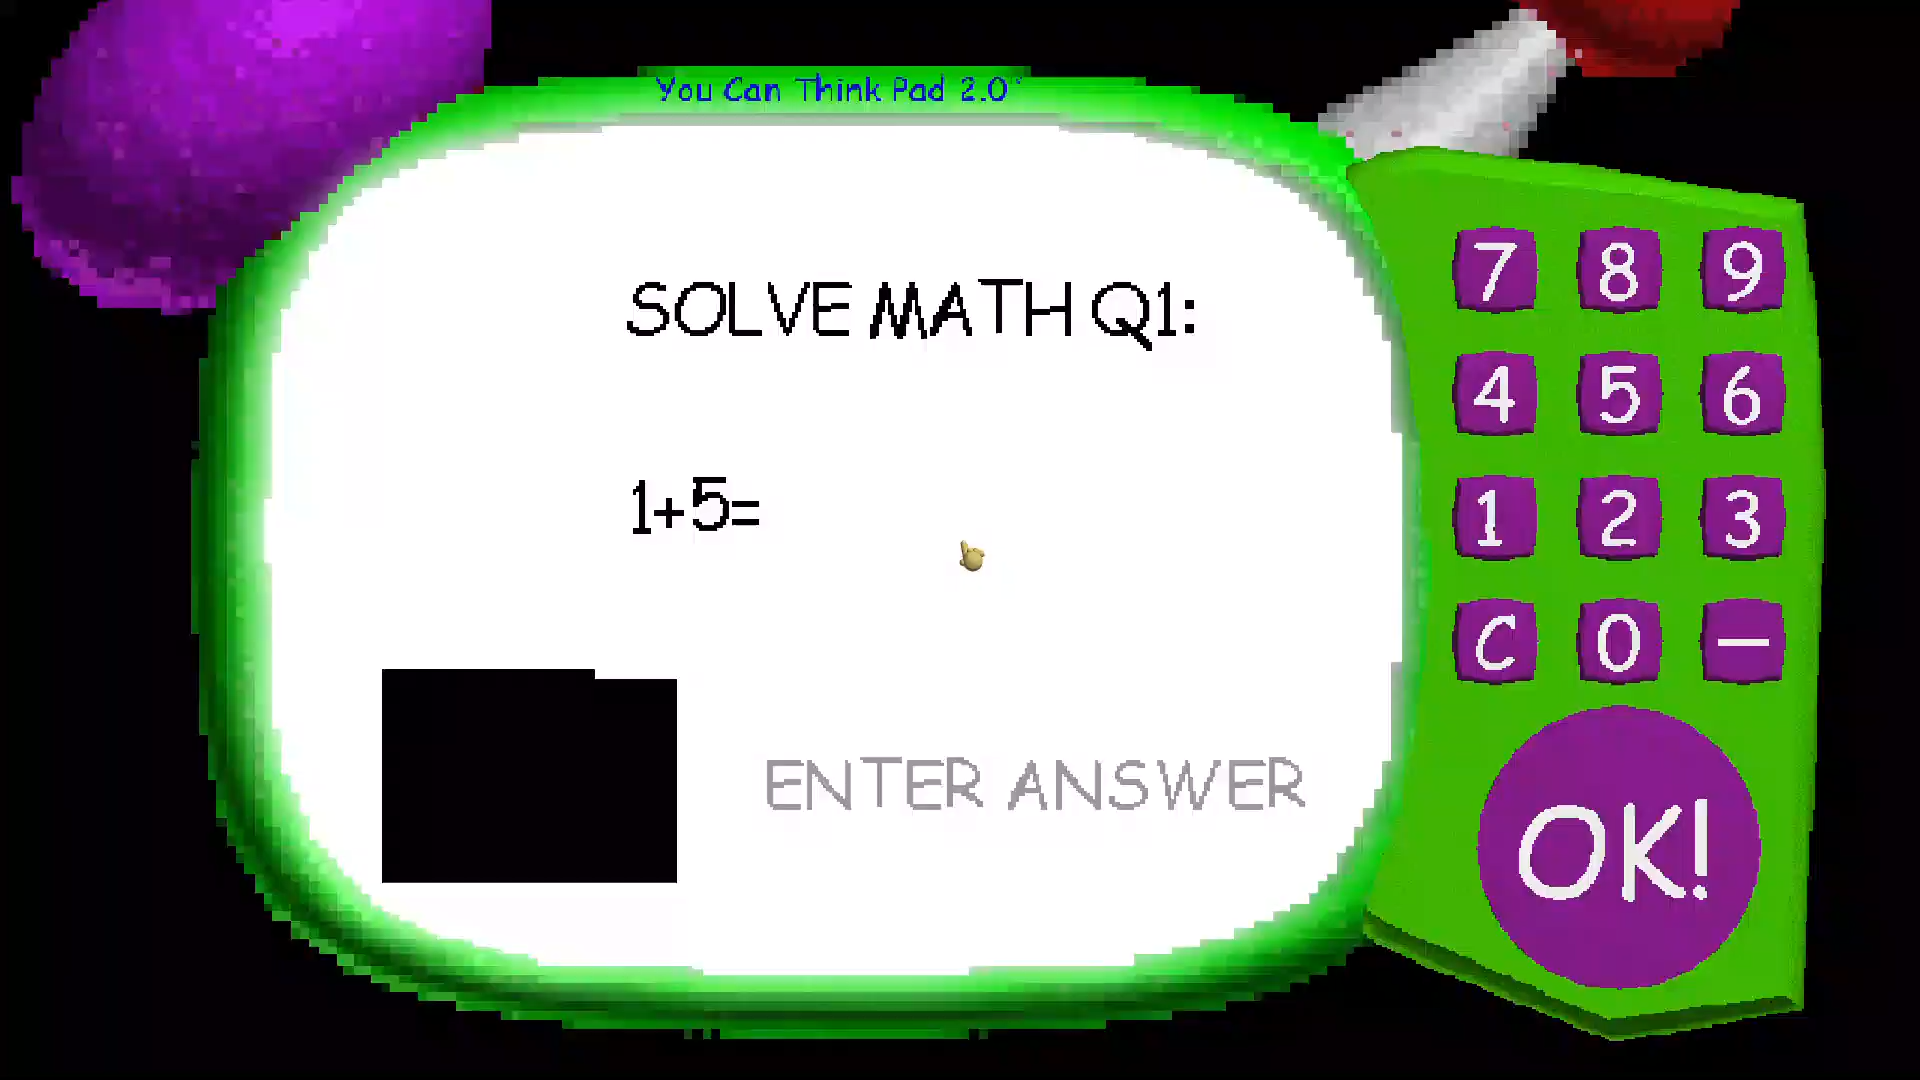 You Can Think Pad 2.0
SOLVE MATH Q1:
1+5=
ENTER ANSWER
7 8 9
4 5 6
1 2 3
C 0 —
OK!